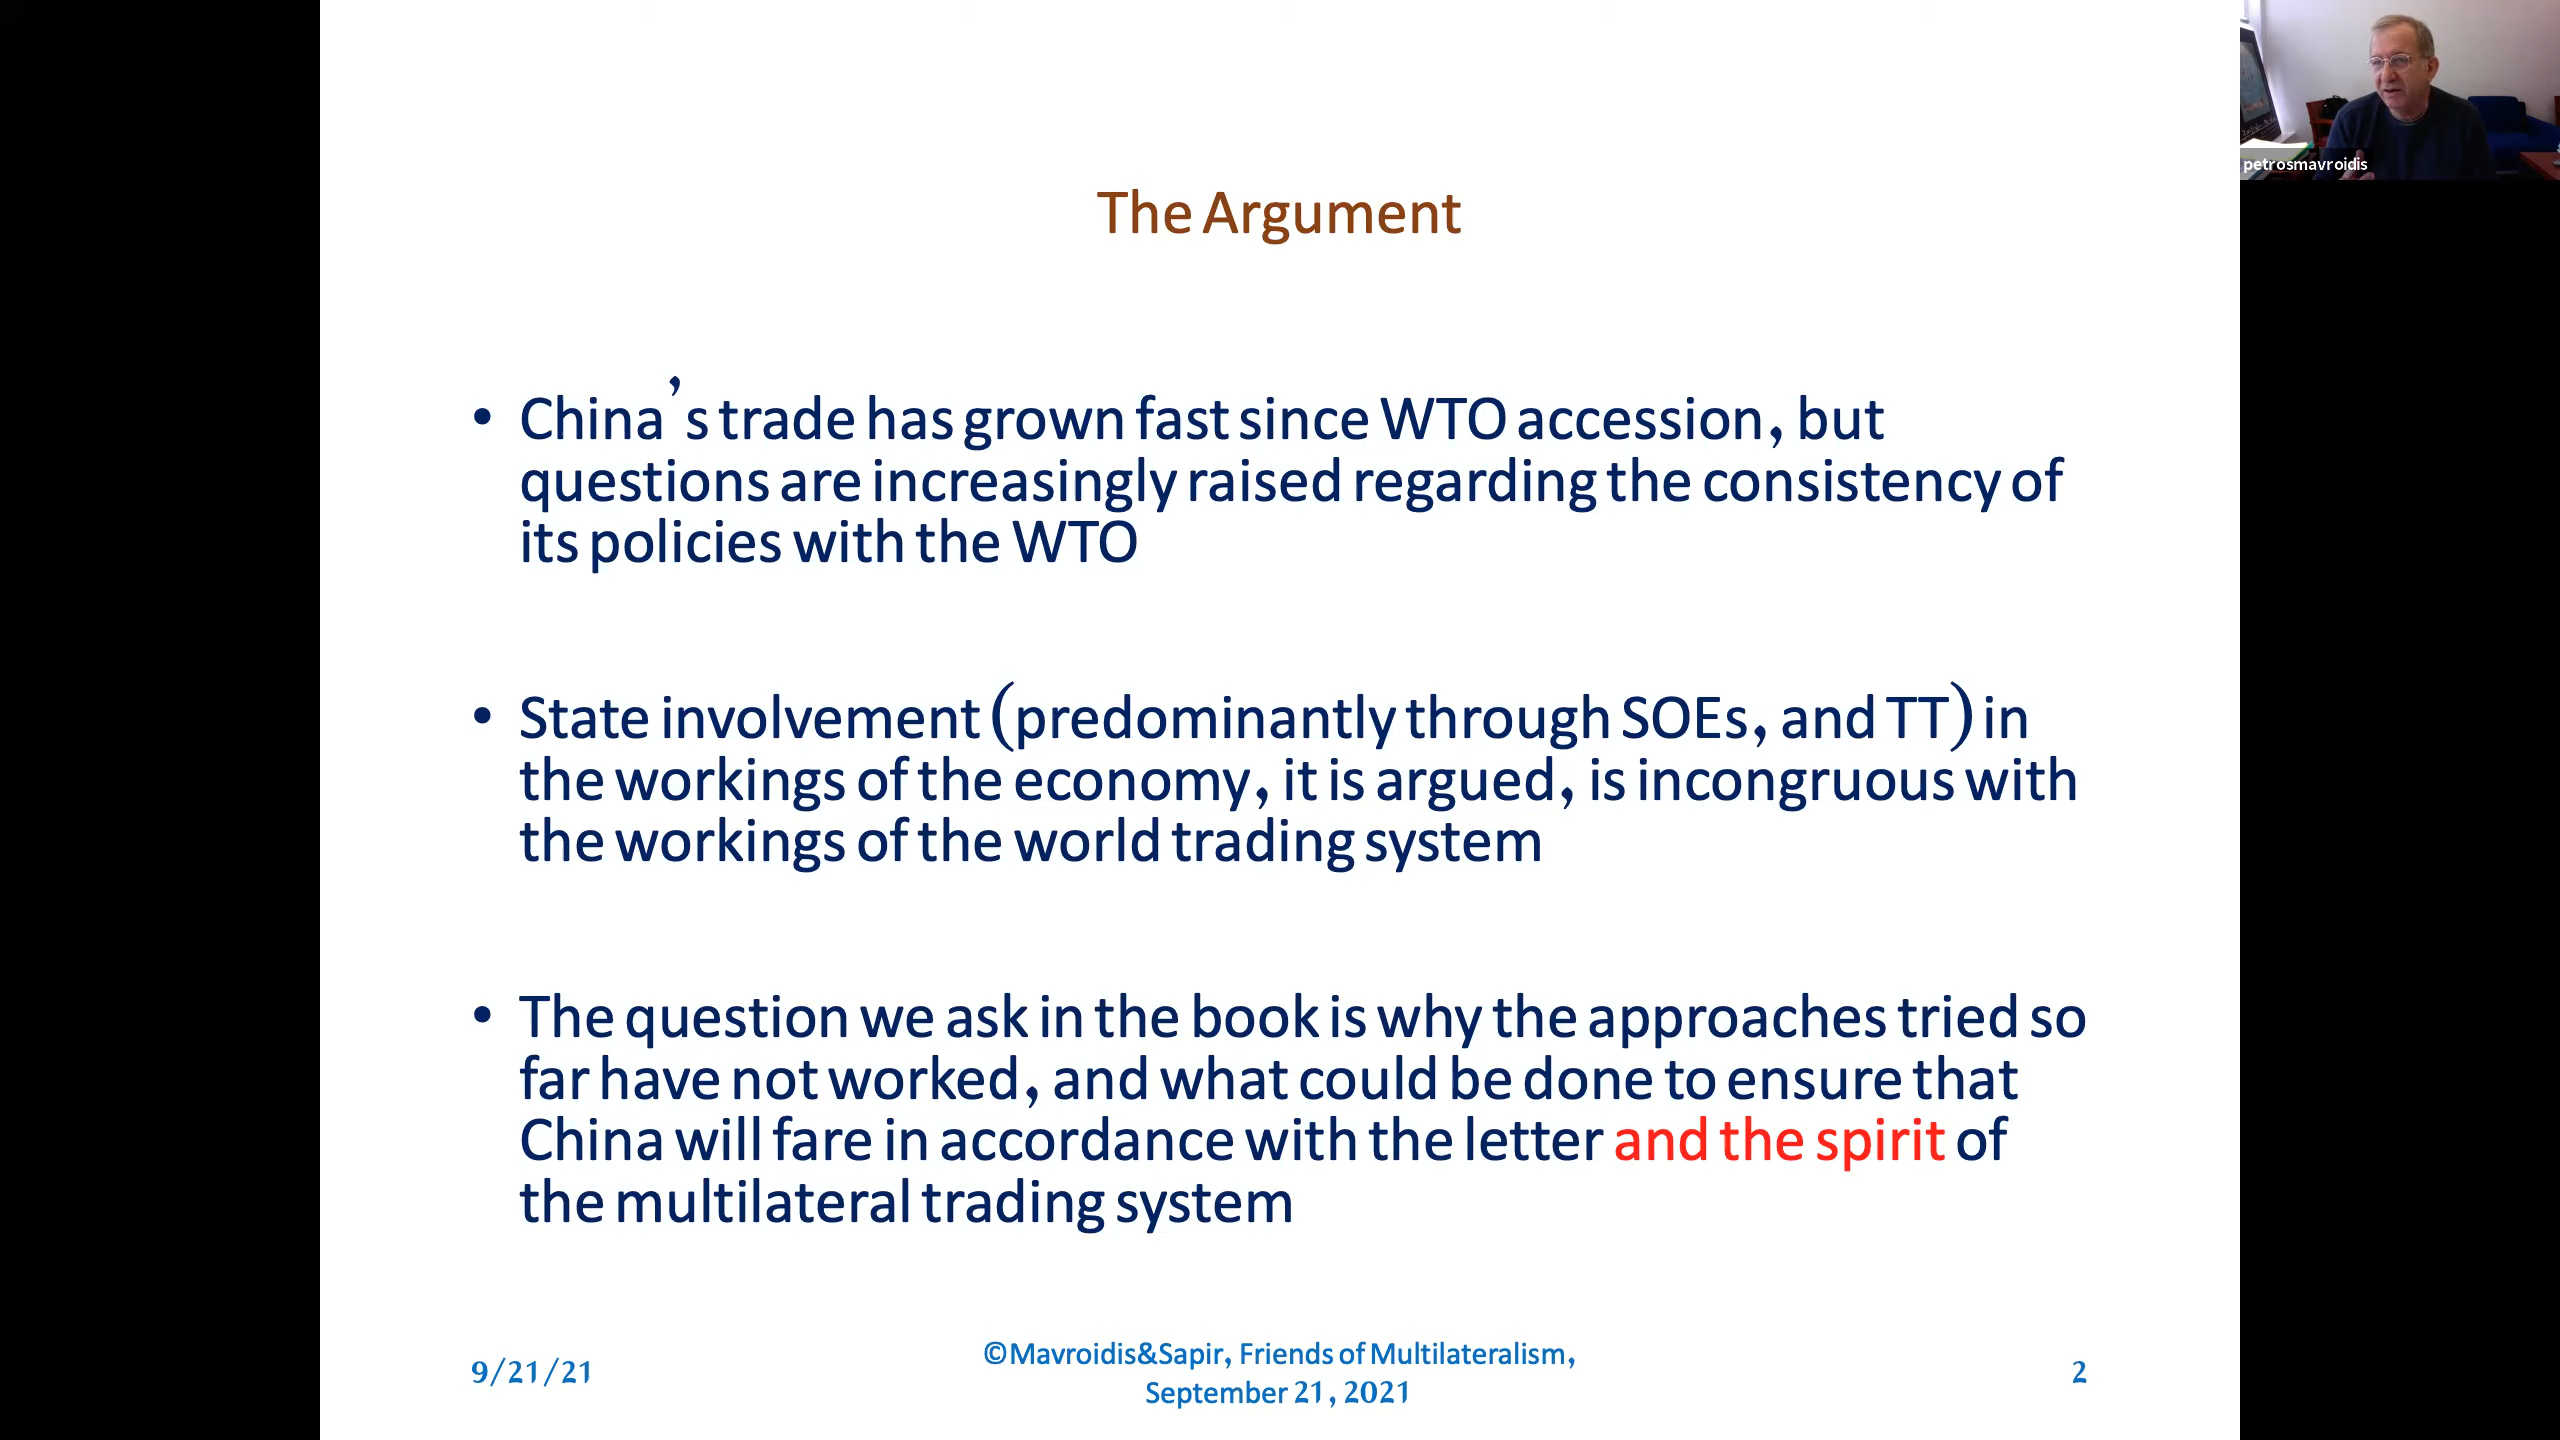 petrosmavroidis
The Argument
• China’s trade has grown fast since WTO accession, but
questions are increasingly raised regarding the consistency of
its policies with the WTO
• State involvement (predominantly through SOEs, and TT) in
the workings of the economy, it is argued, is incongruous with
the workings of the world trading system
• The question we ask in the book is why the approaches tried so
far have not worked, and what could be done to ensure that
China will fare in accordance with the letter and the spirit of
the multilateral trading system
9/21/21
©Mavroidis&Sapir, Friends of Multilateralism,
September 21, 2021
2